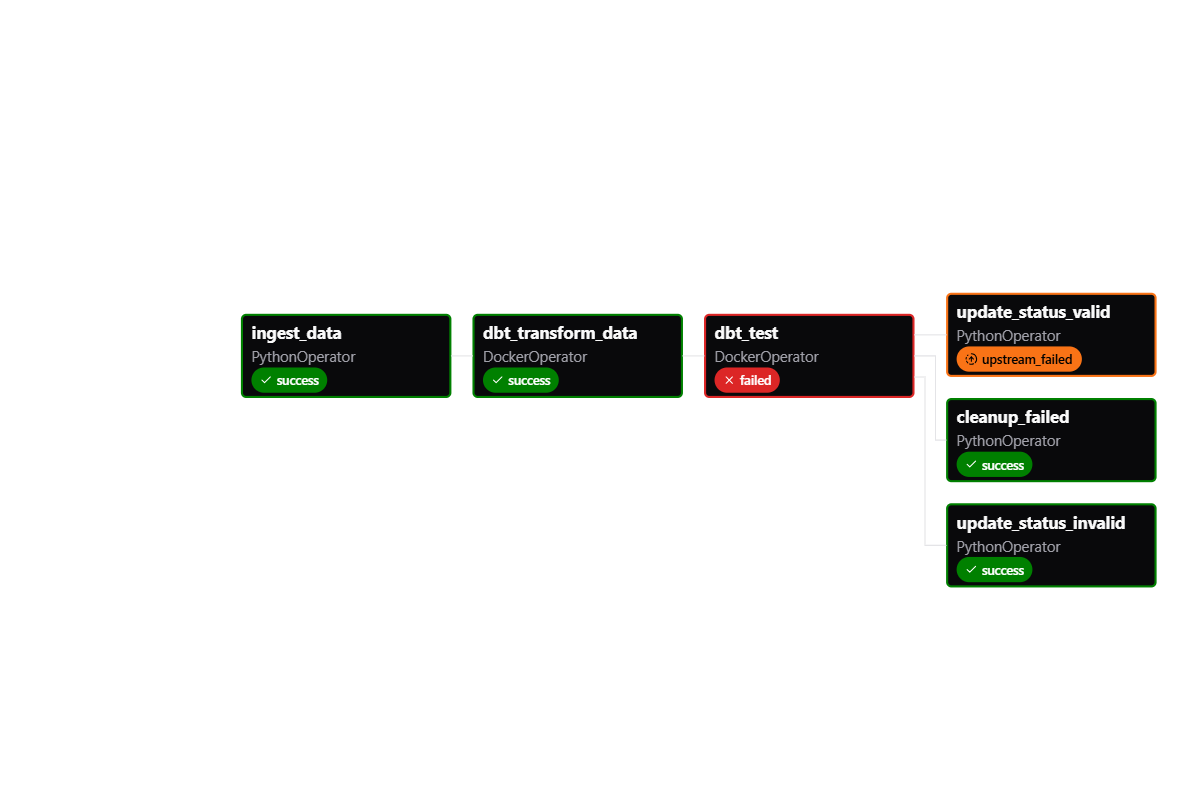 ingest_data
PythonOperator
success
dbt_transform_data
DockerOperator
success
dbt_test
DockerOperator
failed
update_status_valid
PythonOperator
upstream_failed
cleanup_failed
PythonOperator
success
update_status_invalid
PythonOperator
success